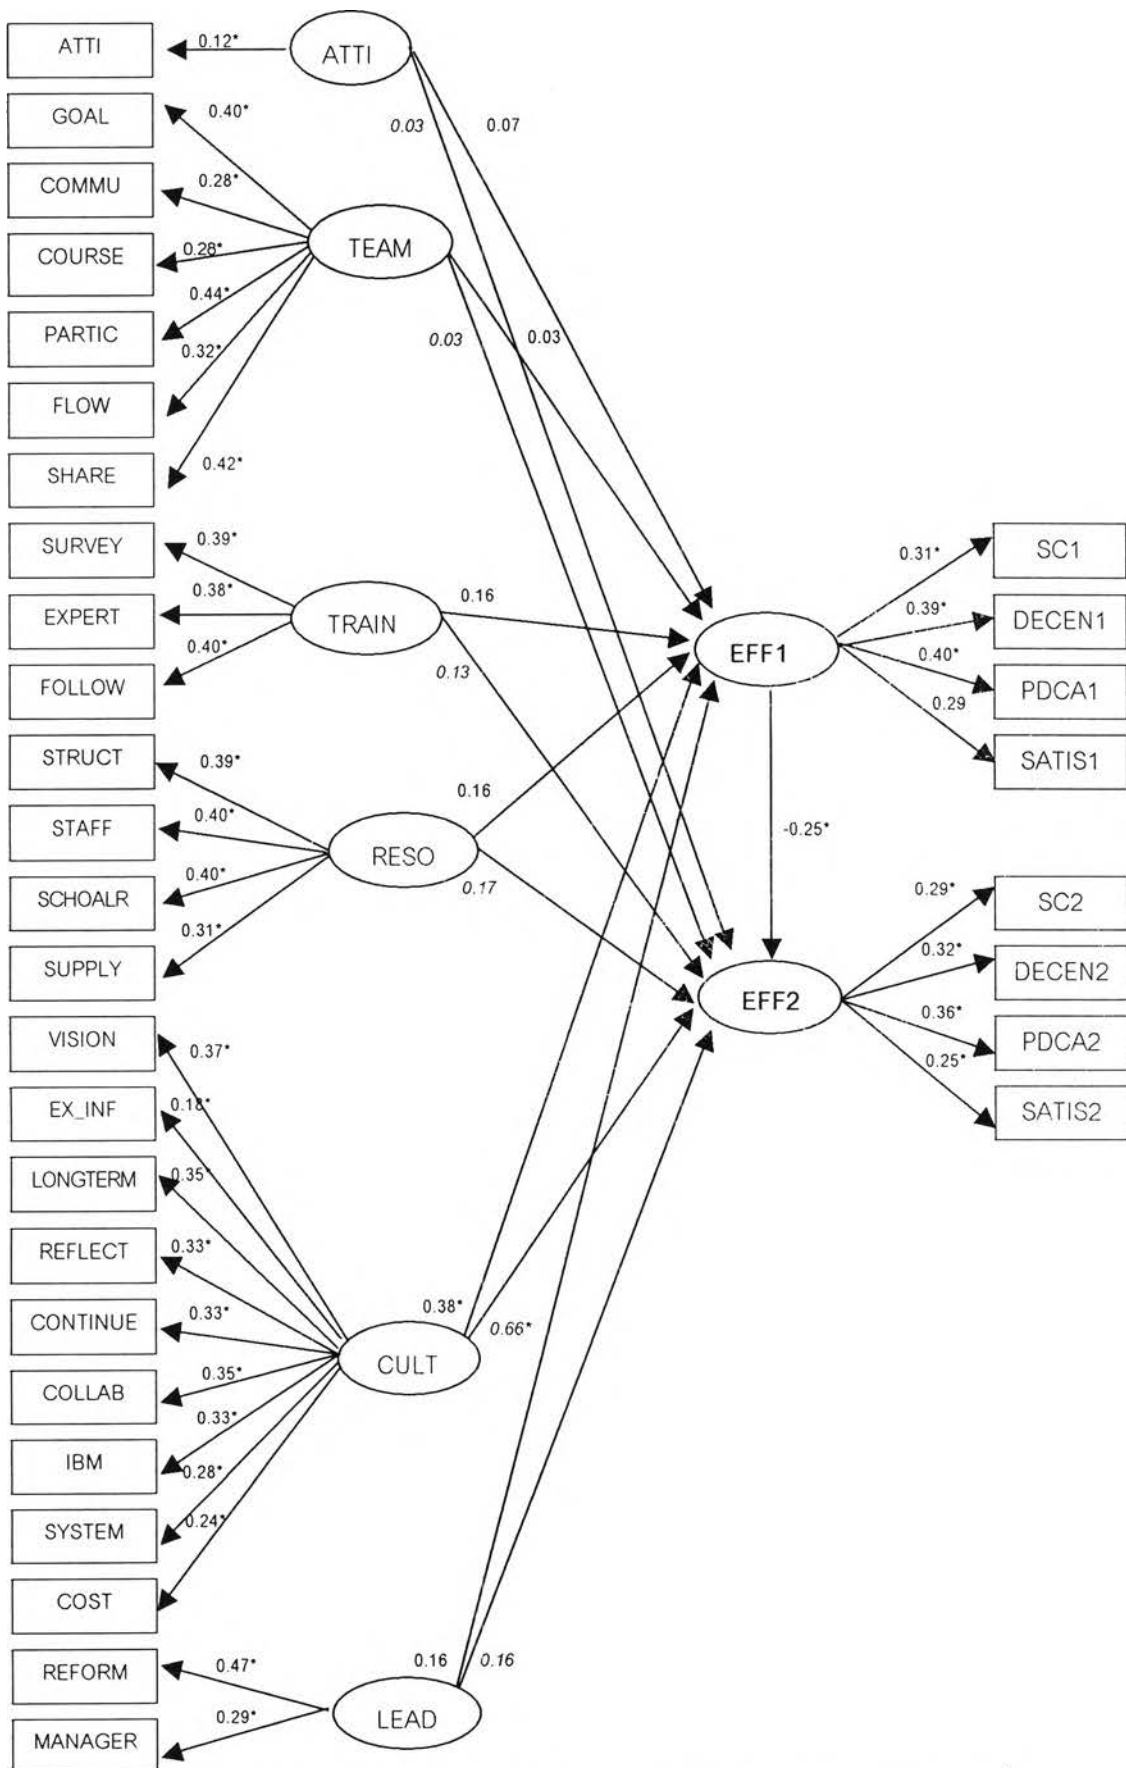 ATTI
0.12*
ATTI
GOAL
0.40*
0.03
0.07
COMMU
0.28*
COURSE
0.28*
TEAM
PARTIC
0.44*
0.32*
0.03
0.03
FLOW
SHARE
0.42*
SURVEY
0.39*
EXPERT
0.38*
TRAIN
0.16
FOLLOW
0.40*
0.13
EFF1
0.31*
SC1
0.39*
DECEN1
0.40*
PDCA1
0.29
SATIS1
STRUCT
0.39*
0.16
STAFF
0.40*
RESO
-0.25*
SCHOALR
0.40*
0.17
SUPPLY
0.31*
EFF2
0.29*
SC2
0.32*
DECEN2
0.36*
PDCA2
0.25*
SATIS2
VISION
0.37*
EX_INF
0.18*
LONGTERM
0.35*
REFLECT
0.33*
CONTINUE
0.33*
0.38*
0.66*
CULT
COLLAB
0.35*
0.33*
IBM
0.28*
SYSTEM
0.24*
COST
REFORM
0.47*
0.16
0.16
LEAD
MANAGER
0.29*